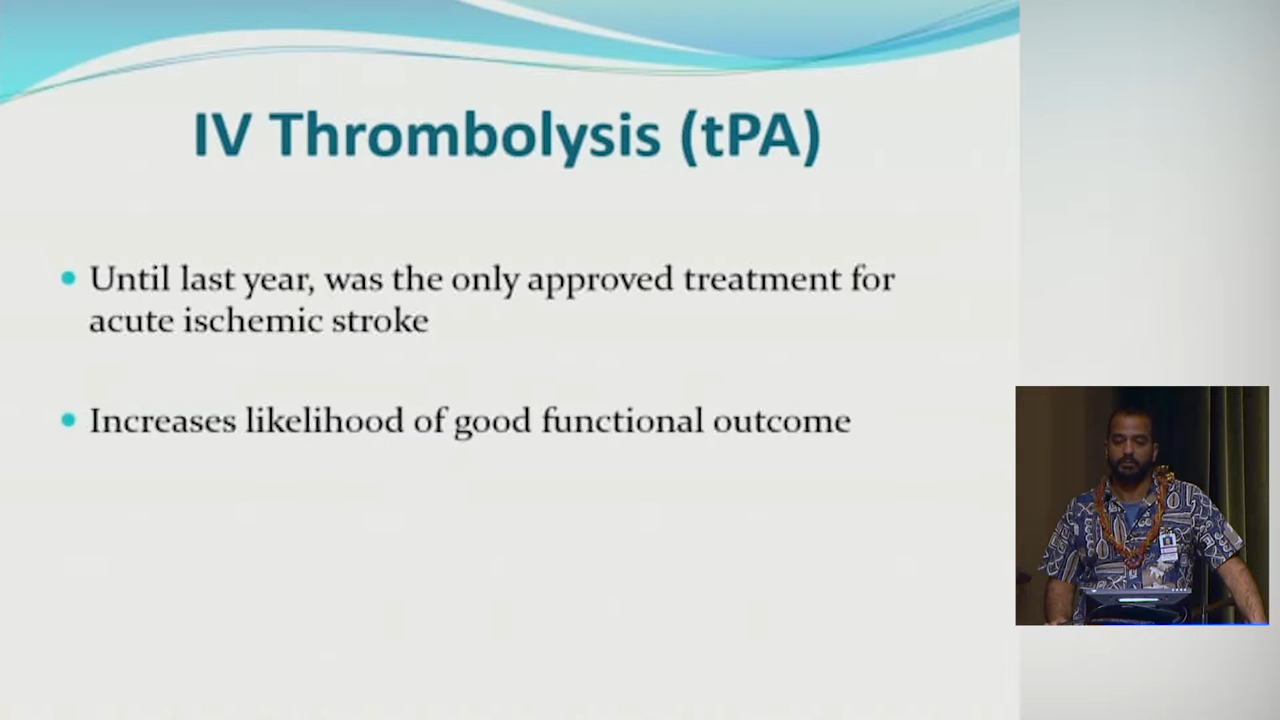 IV Thrombolysis (tPA)
Until last year, was the only approved treatment for
acute ischemic stroke
Increases likelihood of good functional outcome